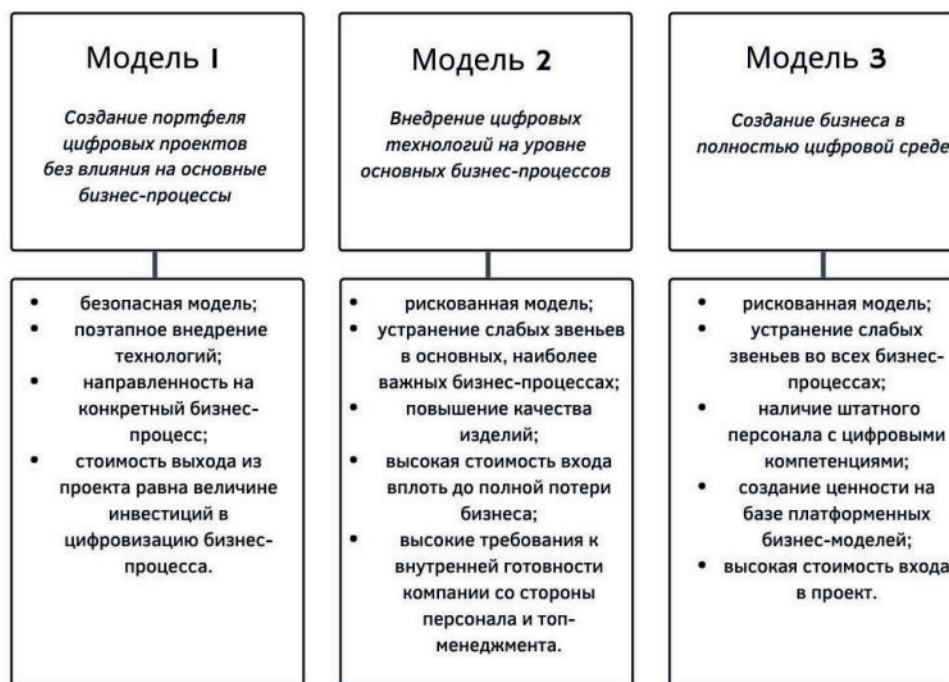 Модель 1
Создание портфеля
цифровых проектов
без влияния на основные
бизнес-процессы
• безопасная модель;
• поэтапное внедрение
технологий;
• направленность на
конкретный бизнес-
процесс;
• стоимость выхода из
проекта равна величине
инвестиций в
цифровизацию бизнес-
процесса.
Модель 2
Внедрение цифровых
технологий на уровне
основных бизнес-процессов
• рискованная модель;
• устранение слабых звеньев
в основных, наиболее
важных бизнес-процессах;
• повышение качества
изделий;
• высокая стоимость входа
вплоть до полной потери
бизнеса;
• высокие требования к
внутренней готовности
компании со стороны
персонала и топ-
менеджмента.
Модель 3
Создание бизнеса в
полностью цифровой среде
• рискованная модель;
• устранение слабых
звеньев во всех бизнес-
процессах;
• наличие штатного
персонала с цифровыми
компетенциями;
• создание ценности на
базе платформенных
бизнес-моделей;
• высокая стоимость входа
в проект.